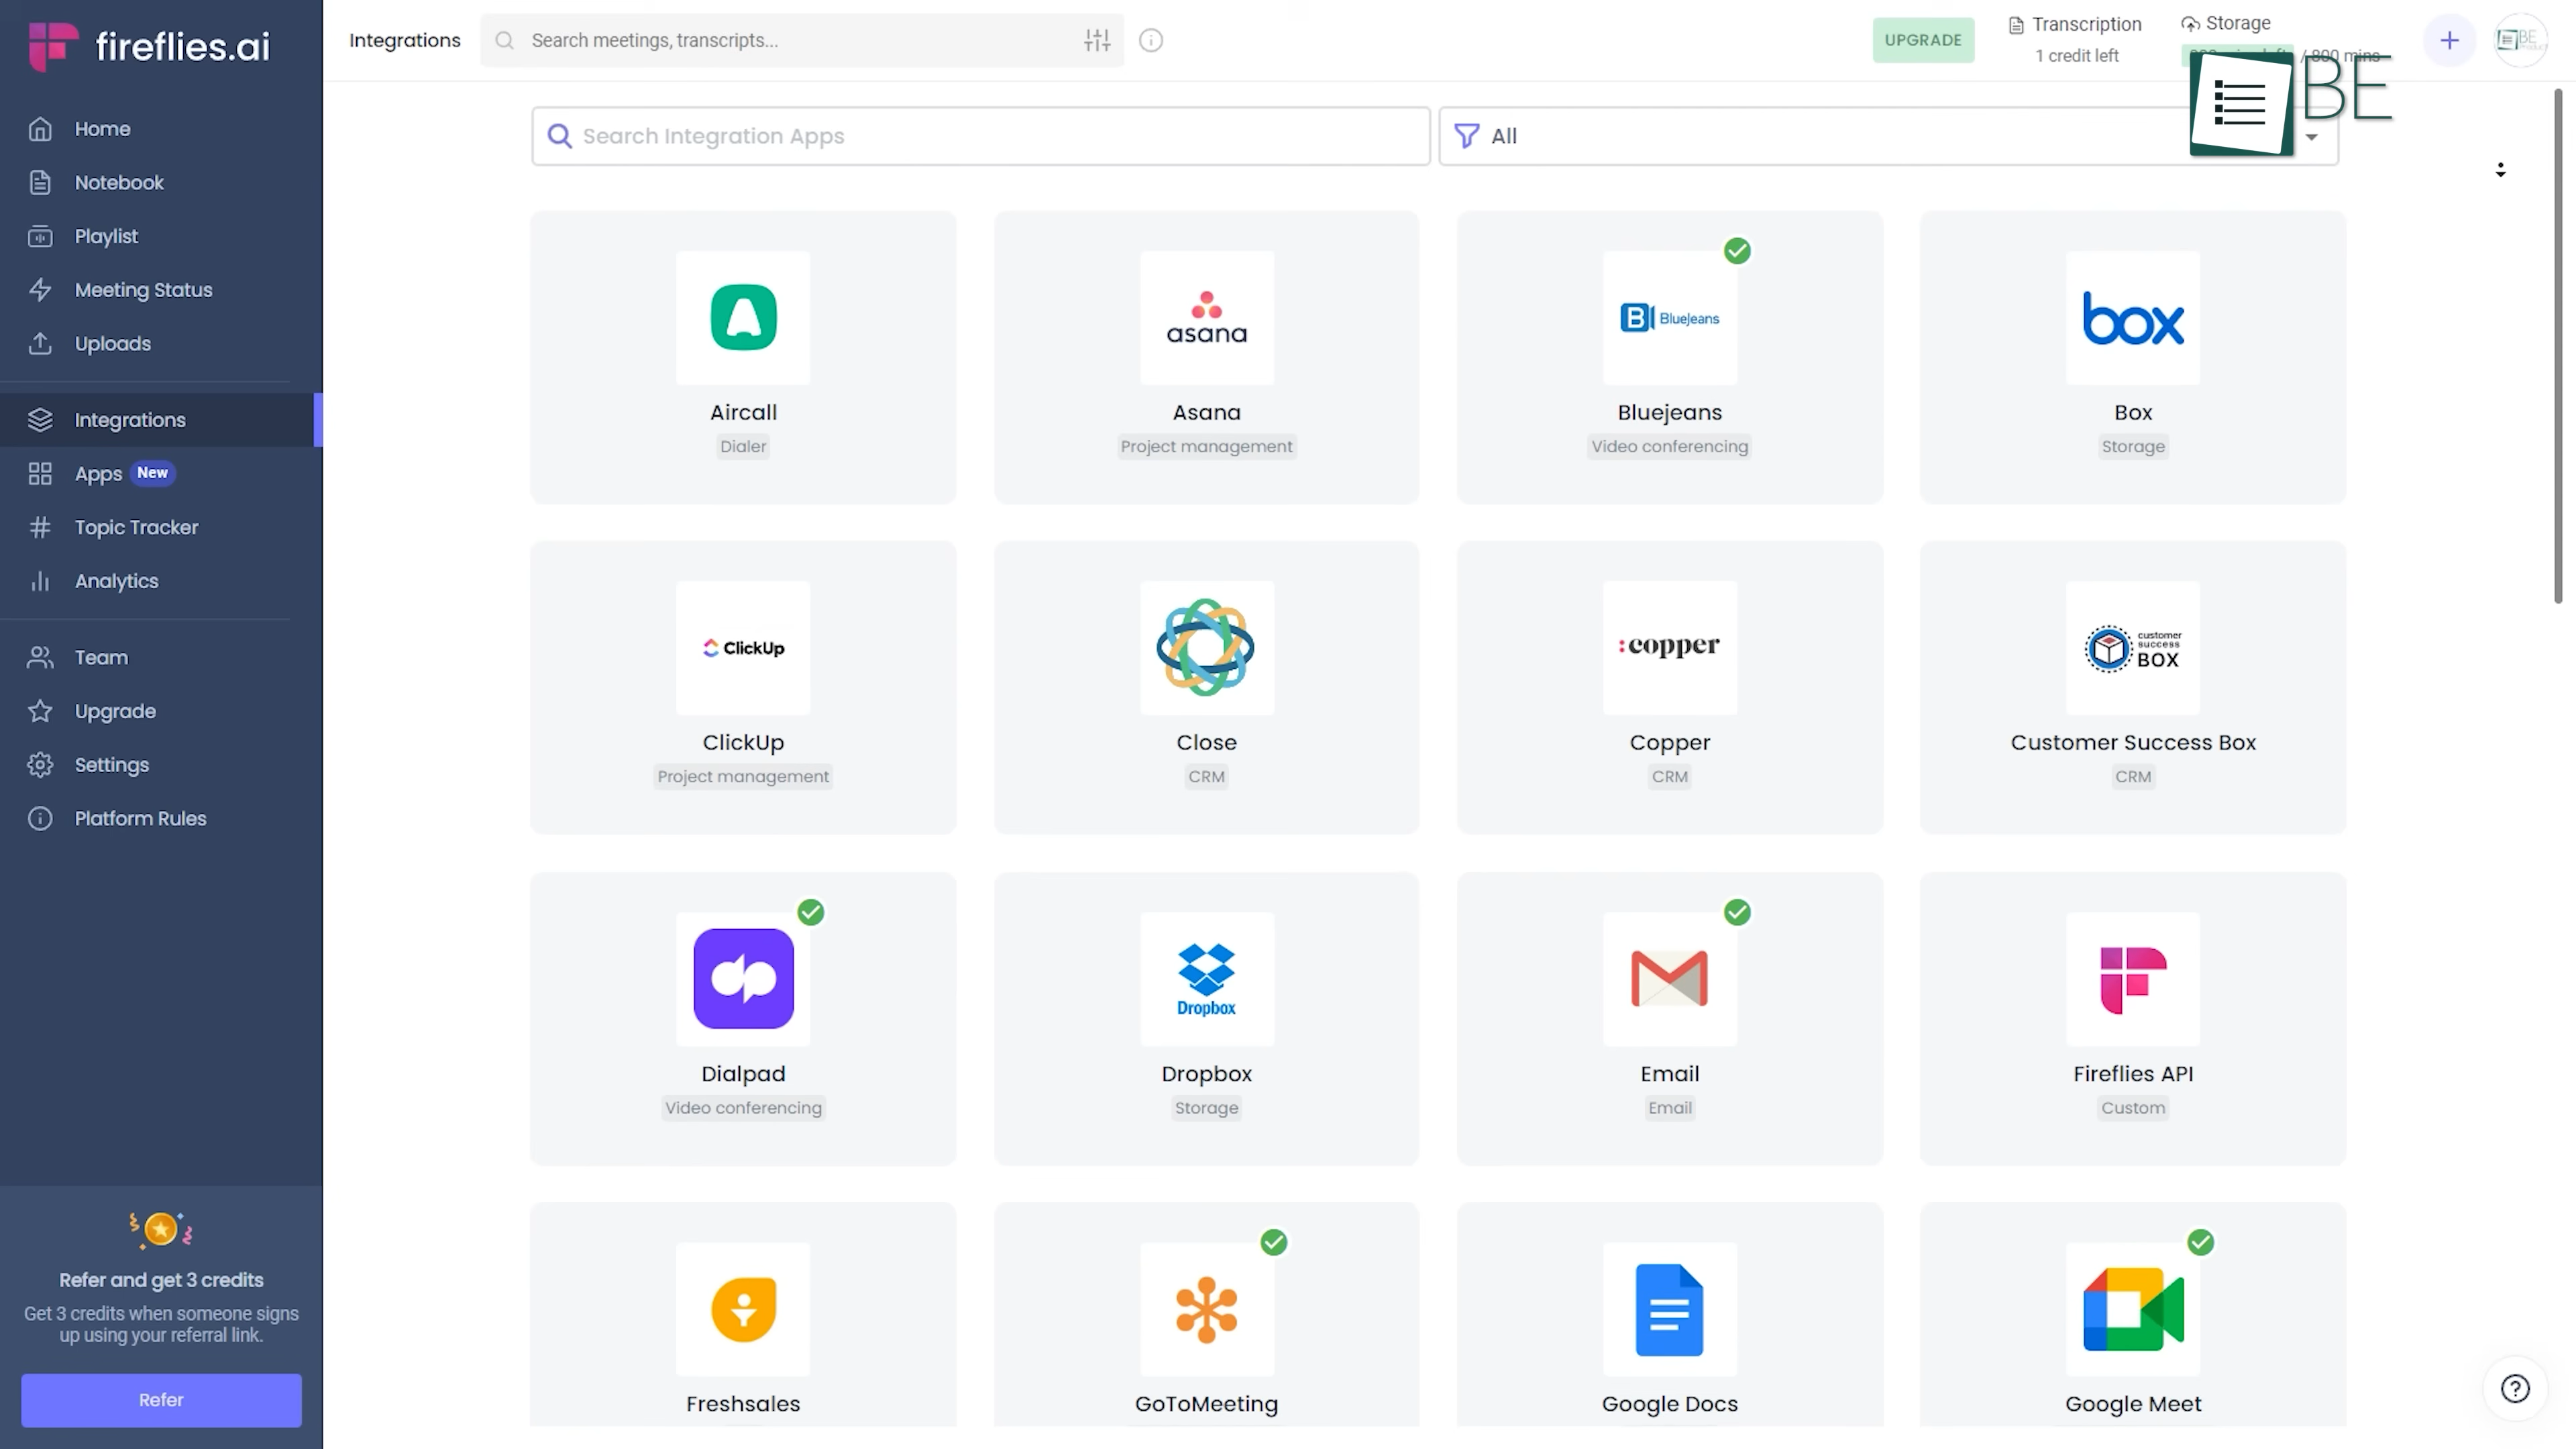 fireflies.ai
Home
Notebook
Playlist
Meeting Status
Uploads
Integrations
Apps New
Topic Tracker
Analytics
Team
Upgrade
Settings
Platform Rules
Refer and get 3 credits
Get 3 credits when someone signs
up using your referral link.
Refer
Integrations
Search meetings, transcripts...
UPGRADE
Transcription
1 credit left
Storage
/ 800 mins
BE
Search Integration Apps
All
Aircall
Dialer
asana
Asana
Project management
BlueJeans
Bluejeans
Video conferencing
box
Box
Storage
ClickUp
ClickUp
Project management
Close
CRM
:copper
Copper
CRM
customer
success
BOX
Customer Success Box
CRM
Dialpad
Video conferencing
Dropbox
Dropbox
Storage
Email
Email
Fireflies API
Custom
Freshsales
GoToMeeting
Google Docs
Google Meet